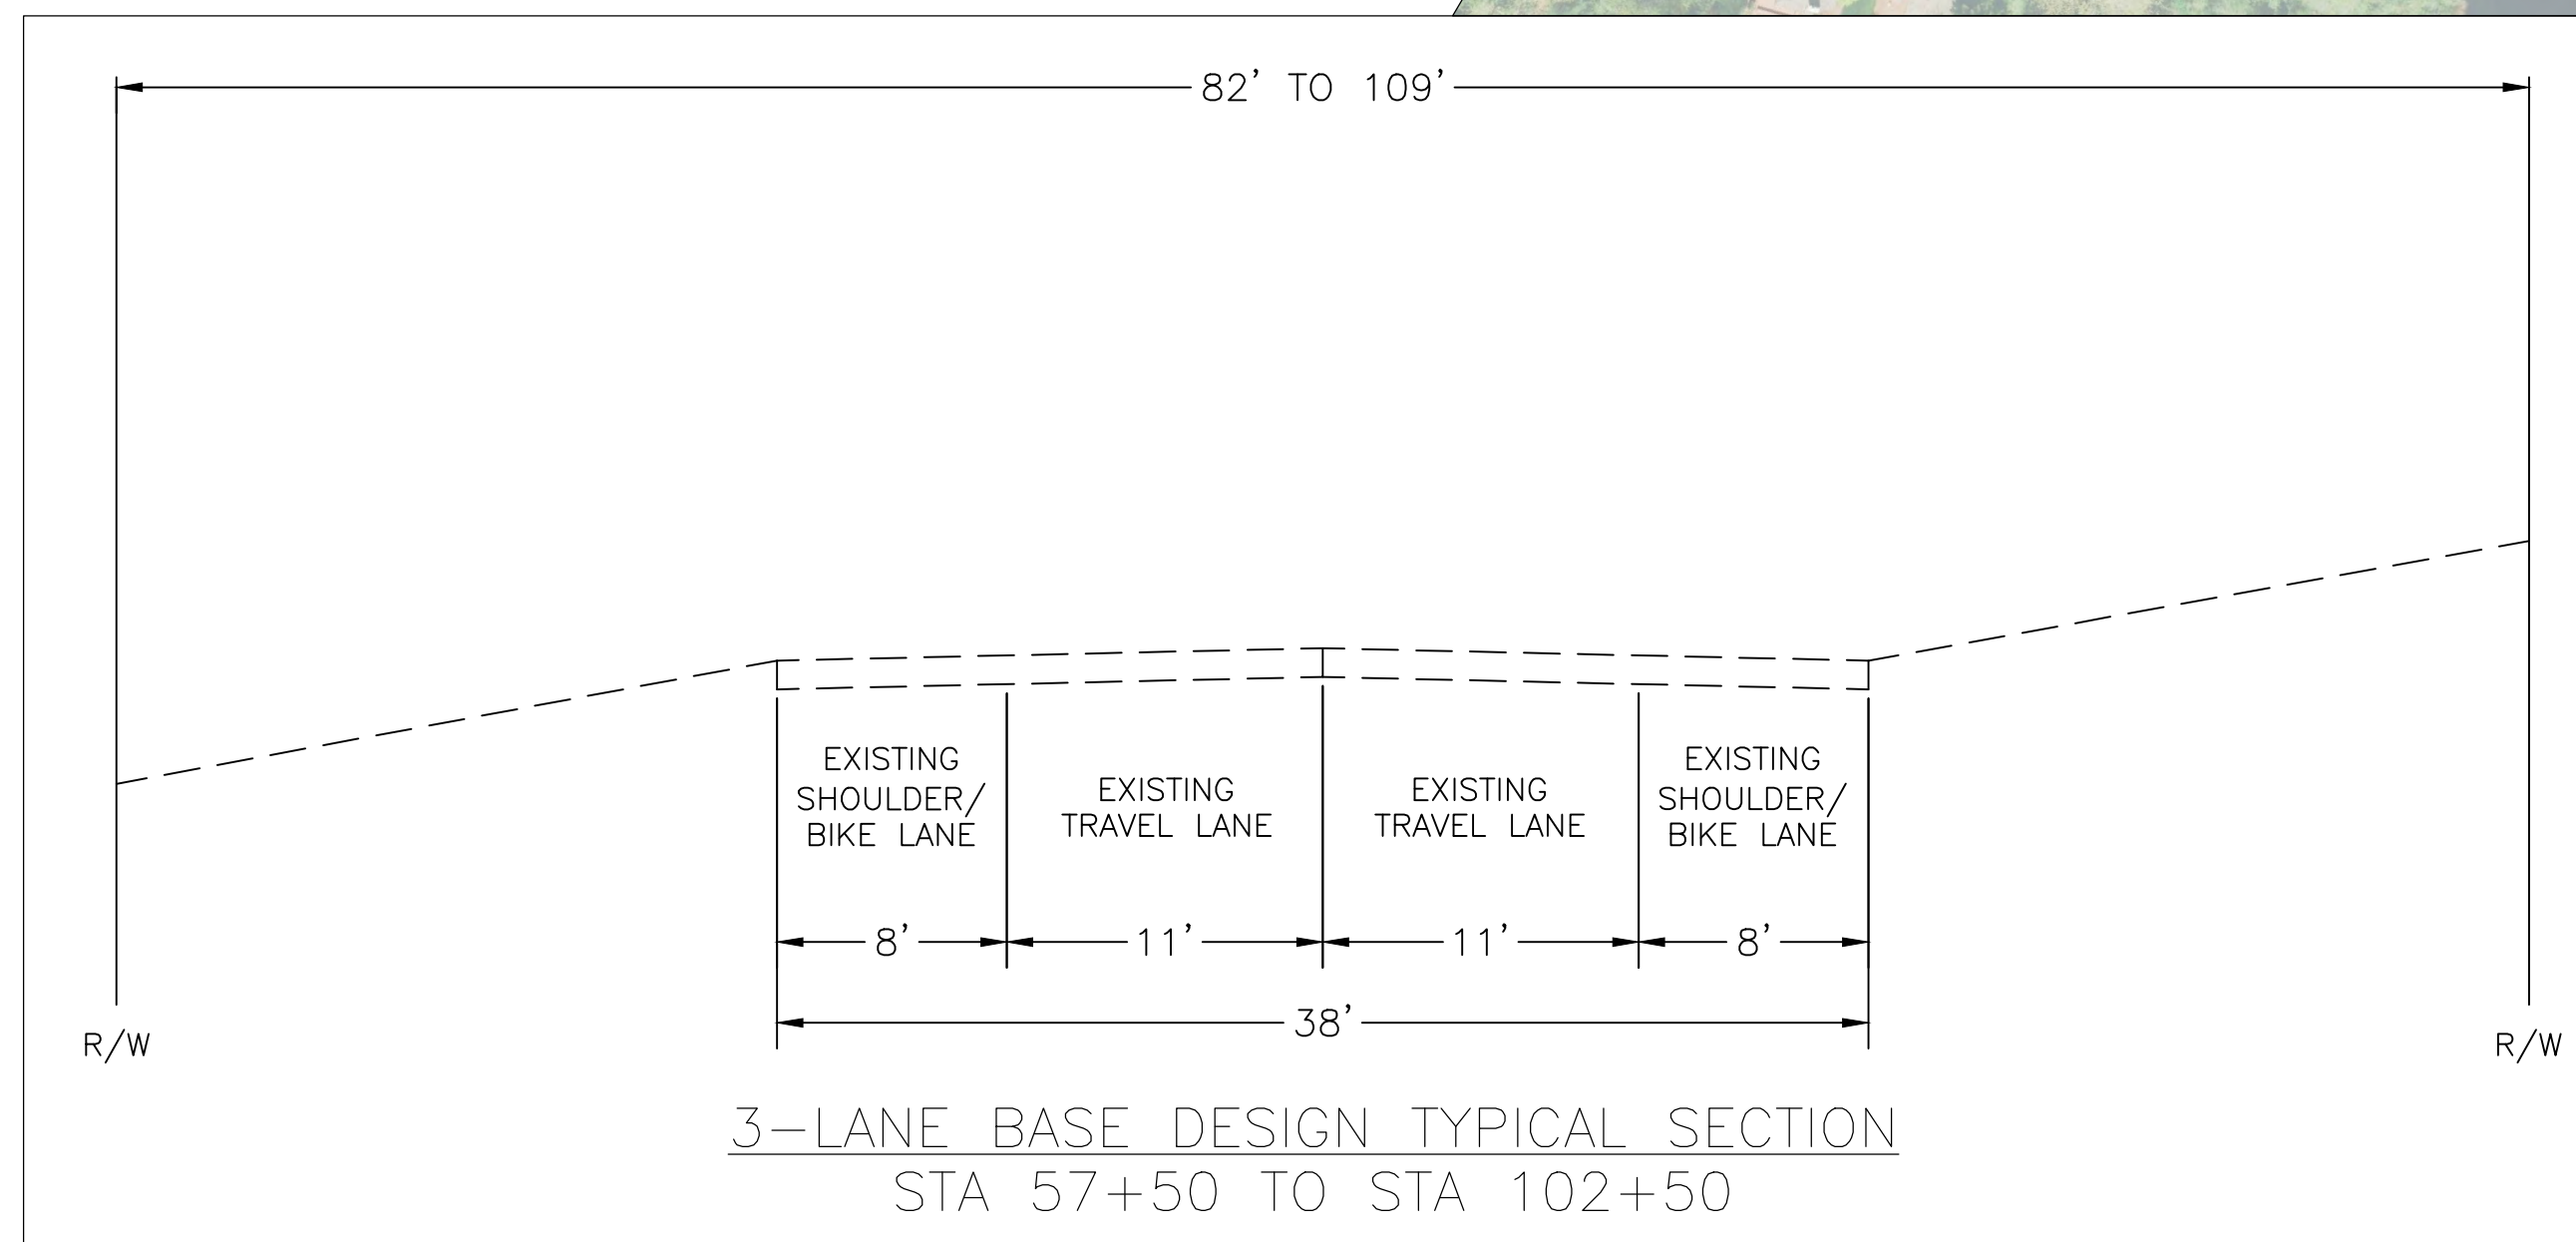 82' TO 109'
EXISTING
SHOULDER/
BIKE LANE
EXISTING
TRAVEL LANE
EXISTING
TRAVEL LANE
EXISTING
SHOULDER/
BIKE LANE
8'
11'
11'
8'
38'
R/W
R/W
3-LANE BASE DESIGN TYPICAL SECTION
STA 57+50 TO STA 102+50